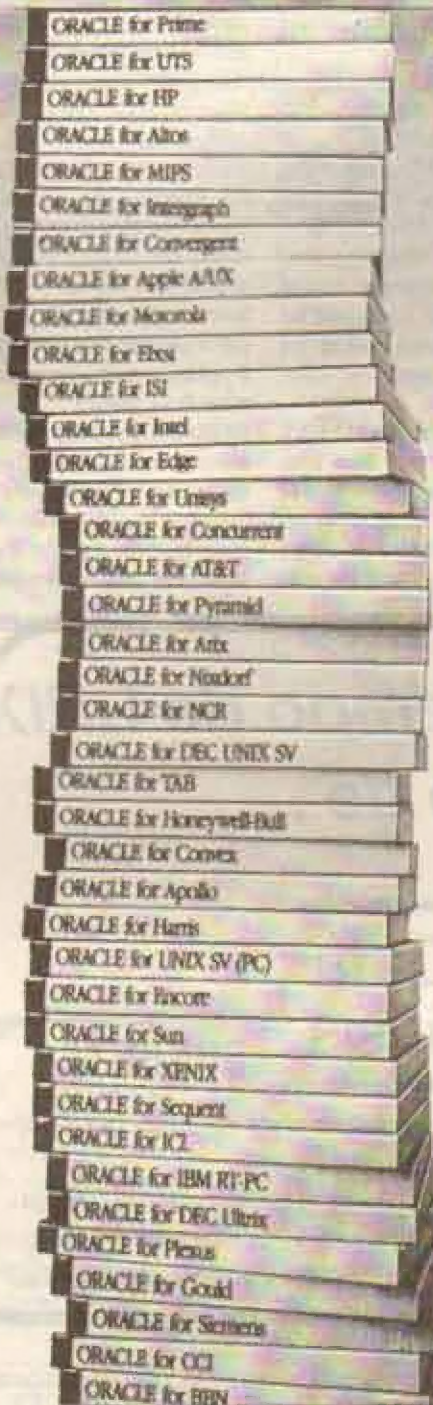 ORACLE for Prime
ORACLE for UTS
ORACLE for HP
ORACLE for Altos
ORACLE for MIPS
ORACLE for Intergraph
ORACLE for Convergent
ORACLE for Apple A/UX
ORACLE for Motorola
ORACLE for Elxsi
ORACLE for ISI
ORACLE for Intel
ORACLE for Edge
ORACLE for Unisys
ORACLE for Concurrent
ORACLE for AT&T
ORACLE for Pyramid
ORACLE for Arix
ORACLE for Nixdorf
ORACLE for NCR
ORACLE for DEC UNIX SV
ORACLE for
ORACLE for Honeywell-Bull
ORACLE for Convex
ORACLE for Apollo
ORACLE for Harris
ORACLE for UNIX SV (PC)
ORACLE for Encore
ORACLE for Sun
ORACLE for XENIX
ORACLE for Sequent
ORACLE for ICL
ORACLE for IBM RT-PC
ORACLE for DEC Ultrix
ORACLE for Plexus
ORACLE for Gould
ORACLE for Siemens
ORACLE for CCI
ORACLE for BBN